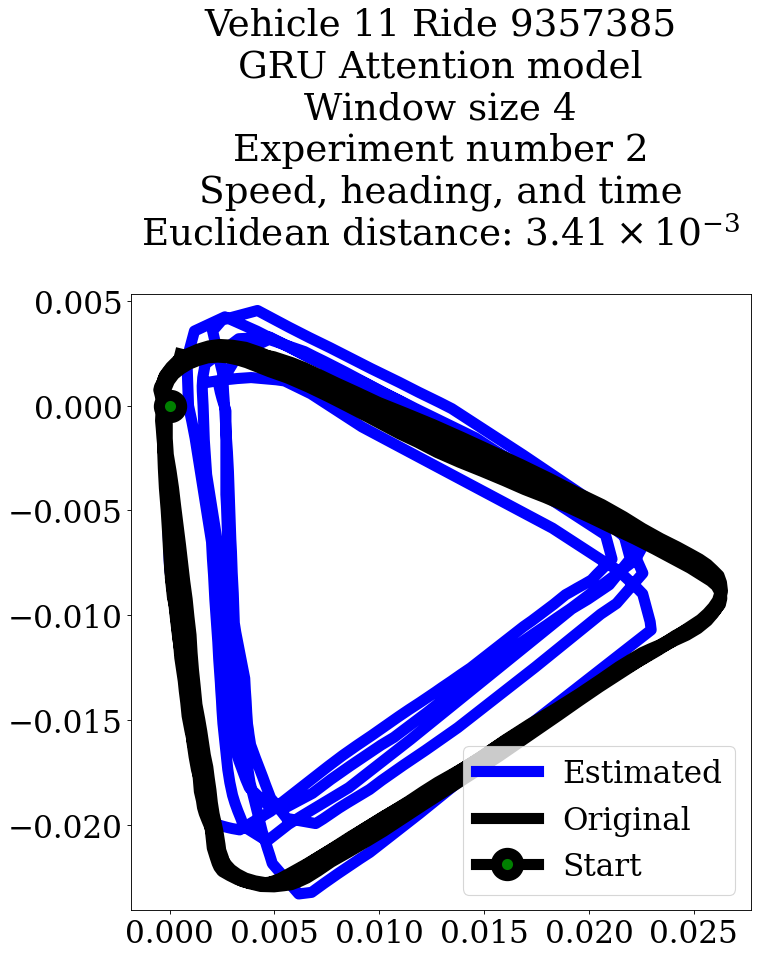 Vehicle 11 Ride 9357385
GRU Attention model
Window size 4
Experiment number 2
Speed, heading, and time
Euclidean distance: 3.41 × 10⁻³
0.005
0.000
−0.005
−0.010
−0.015
−0.020
Estimated
Original
Start
0.000 0.005 0.010 0.015 0.020 0.025